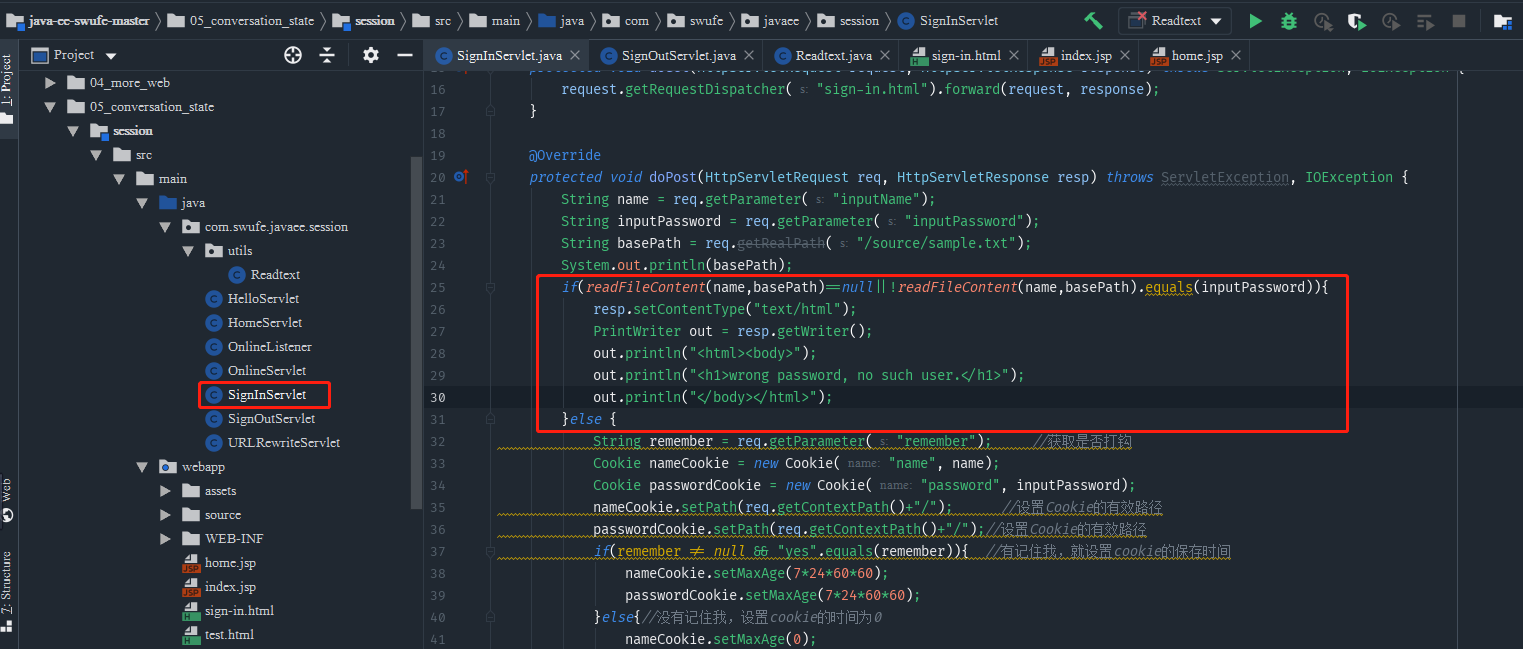 java-ee-swufe-master 05_conversation_state session src main java com swufe javaee session SignInServlet Readtext
Project SignInServlet.java SignOutServlet.java Readtext.java sign-in.html index.jsp home.jsp
1: Project
Web
7: Structure
04_more_web
05_conversation_state
session
src
main
java
com.swufe.javaee.session
utils
Readtext
HelloServlet
HomeServlet
OnlineListener
OnlineServlet
SignInServlet
SignOutServlet
URLRewriteServlet
webapp
assets
source
WEB-INF
home.jsp
index.jsp
sign-in.html
test.html
16 request.getRequestDispatcher( s: "sign-in.html").forward(request, response);
17 }
18
19 @Override
20 protected void doPost(HttpServletRequest req, HttpServletResponse resp) throws ServletException, IOException {
21 String name = req.getParameter( s: "inputName");
22 String inputPassword = req.getParameter( s: "inputPassword");
23 String basePath = req.getRealPath( s: "/source/sample.txt");
24 System.out.println(basePath);
25 if(readFileContent(name,basePath)==null||!readFileContent(name,basePath).equals(inputPassword)){
26 resp.setContentType("text/html");
27 PrintWriter out = resp.getWriter();
28 out.println("<html><body>");
29 out.println("<h1>wrong password, no such user.</h1>");
30 out.println("</body></html>");
31 }else {
32 String remember = req.getParameter( s: "remember"); //获取是否打钩
33 Cookie nameCookie = new Cookie( name: "name", name);
34 Cookie passwordCookie = new Cookie( name: "password", inputPassword);
35 nameCookie.setPath(req.getContextPath()+"/"); //设置Cookie的有效路径
36 passwordCookie.setPath(req.getContextPath()+"/");//设置Cookie的有效路径
37 if(remember != null && "yes".equals(remember)){ //有记住我，就设置cookie的保存时间
38 nameCookie.setMaxAge(7*24*60*60);
39 passwordCookie.setMaxAge(7*24*60*60);
40 }else{//没有记住我，设置cookie的时间为0
41 nameCookie.setMaxAge(0);